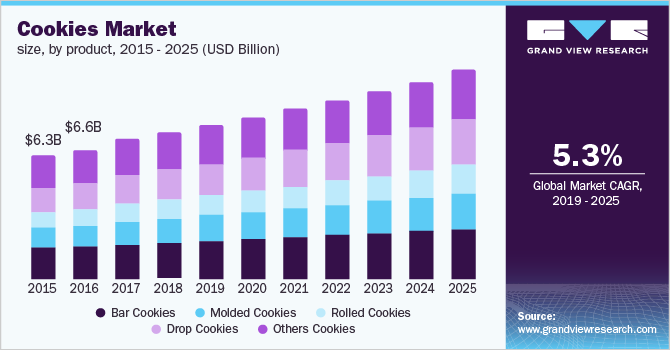 Cookies Market
size, by product, 2015 - 2025 (USD Billion)
$6.3B
$6.6B
2015 2016 2017 2018 2019 2020 2021 2022 2023 2024 2025
Bar Cookies Molded Cookies Rolled Cookies
Drop Cookies Others Cookies
GVR
GRAND VIEW RESEARCH
5.3%
Global Market CAGR,
2019 - 2025
Source:
www.grandviewresearch.com